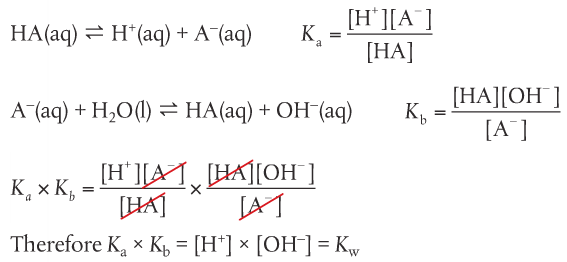 HA(aq) ⇌ H⁺(aq) + A⁻(aq) Kₐ = [H⁺][A⁻] / [HA]
A⁻(aq) + H₂O(l) ⇌ HA(aq) + OH⁻(aq) K_b = [HA][OH⁻] / [A⁻]
Kₐ × K_b = [H⁺][A⁻] / [HA] × [HA][OH⁻] / [A⁻]
Therefore Kₐ × K_b = [H⁺] × [OH⁻] = K_w